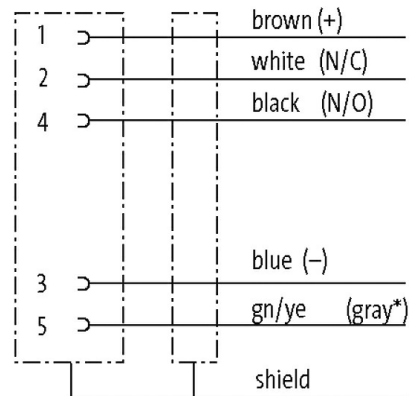 1 brown (+)
2 white (N/C)
4 black (N/O)
3 blue (–)
5 gn/ye (gray*)
shield